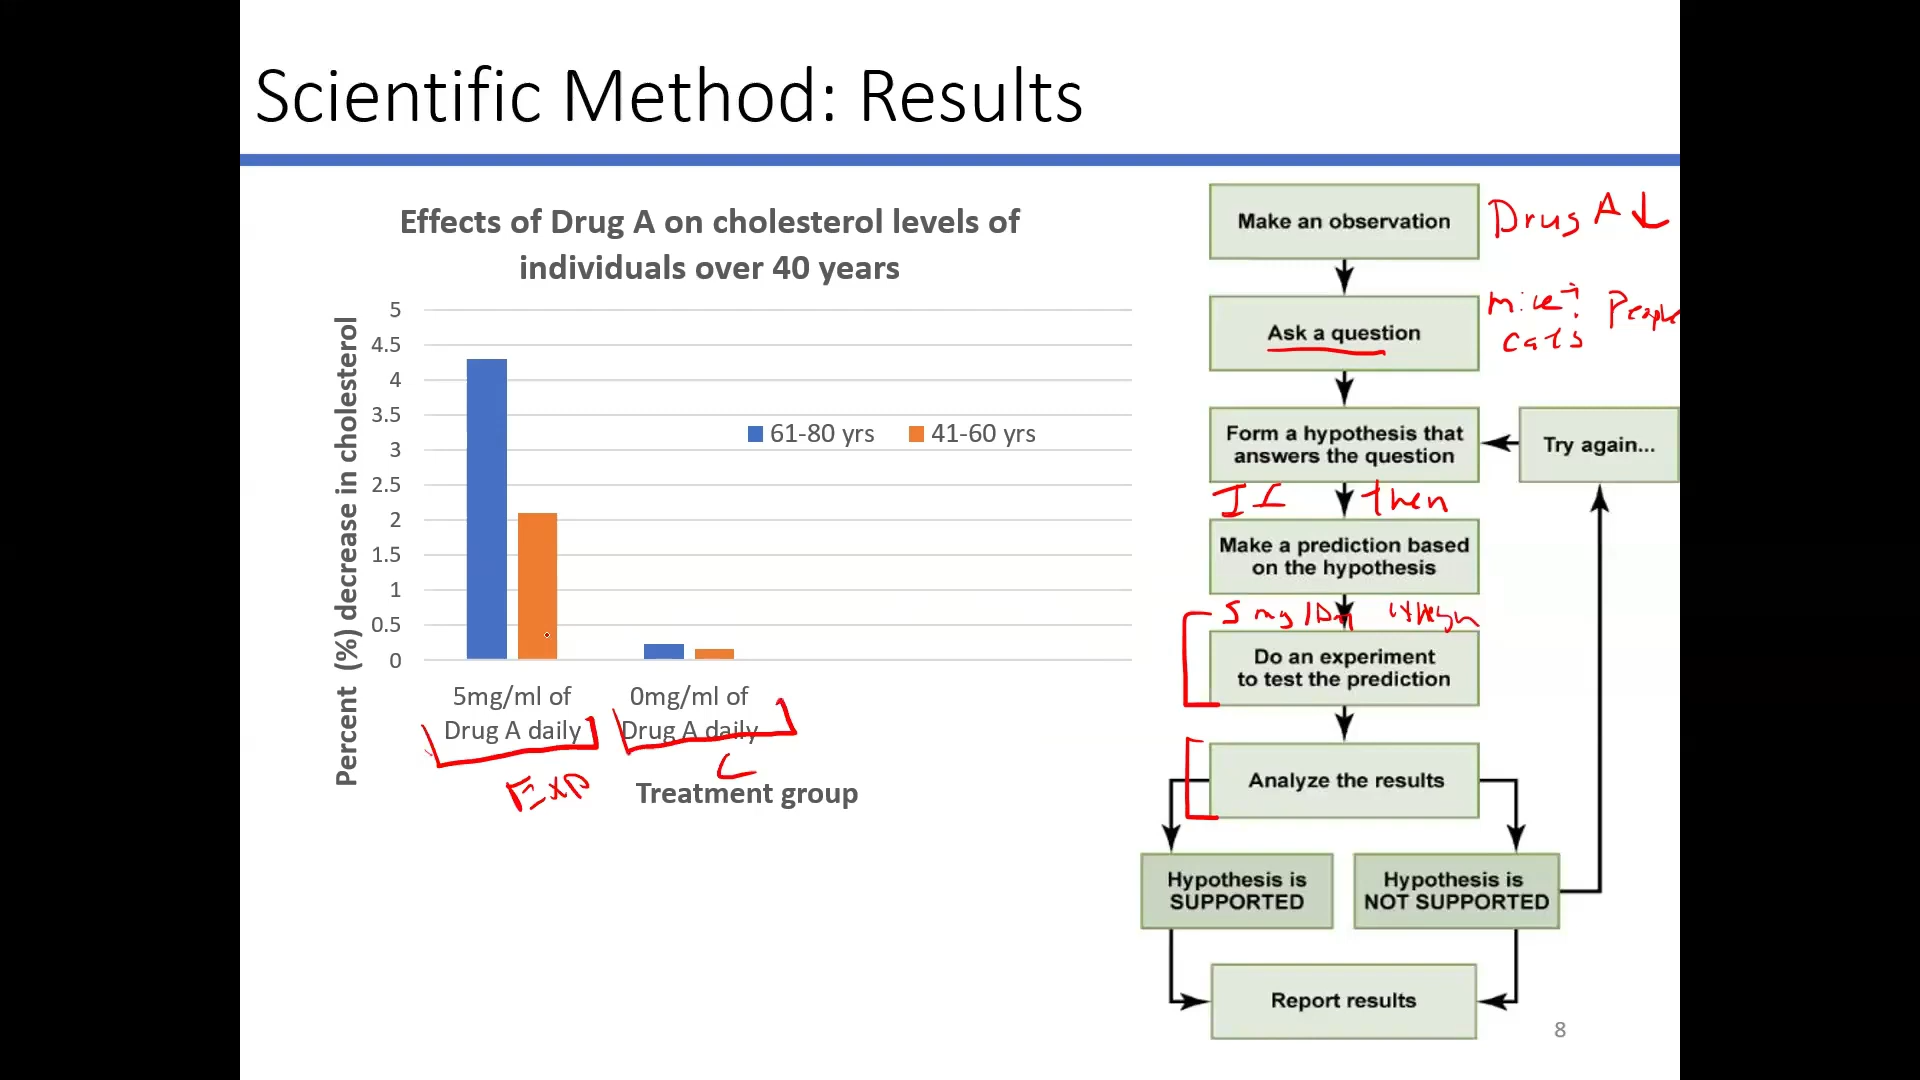 Scientific Method: Results
Effects of Drug A on cholesterol levels of
individuals over 40 years
Percent (%) decrease in cholesterol
5
4.5
4
3.5
3
2.5
2
1.5
1
0.5
0
61-80 yrs
41-60 yrs
5mg/ml of
Drug A daily
0mg/ml of
Drug A daily
Exp
C
Treatment group
Make an observation
Drug A ↓
Ask a question
mice? People
cats
Form a hypothesis that
answers the question
Try again...
If then
Make a prediction based
on the hypothesis
5 mg
Do an experiment
to test the prediction
Analyze the results
Hypothesis is
SUPPORTED
Hypothesis is
NOT SUPPORTED
Report results
8